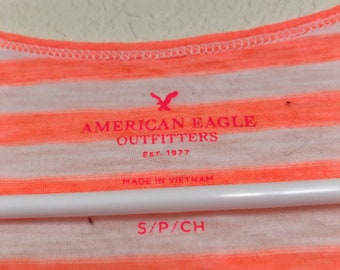 AMERICAN EAGLE
OUTFITTERS
EST. 1977
MADE IN VIETNAM
S/P/CH